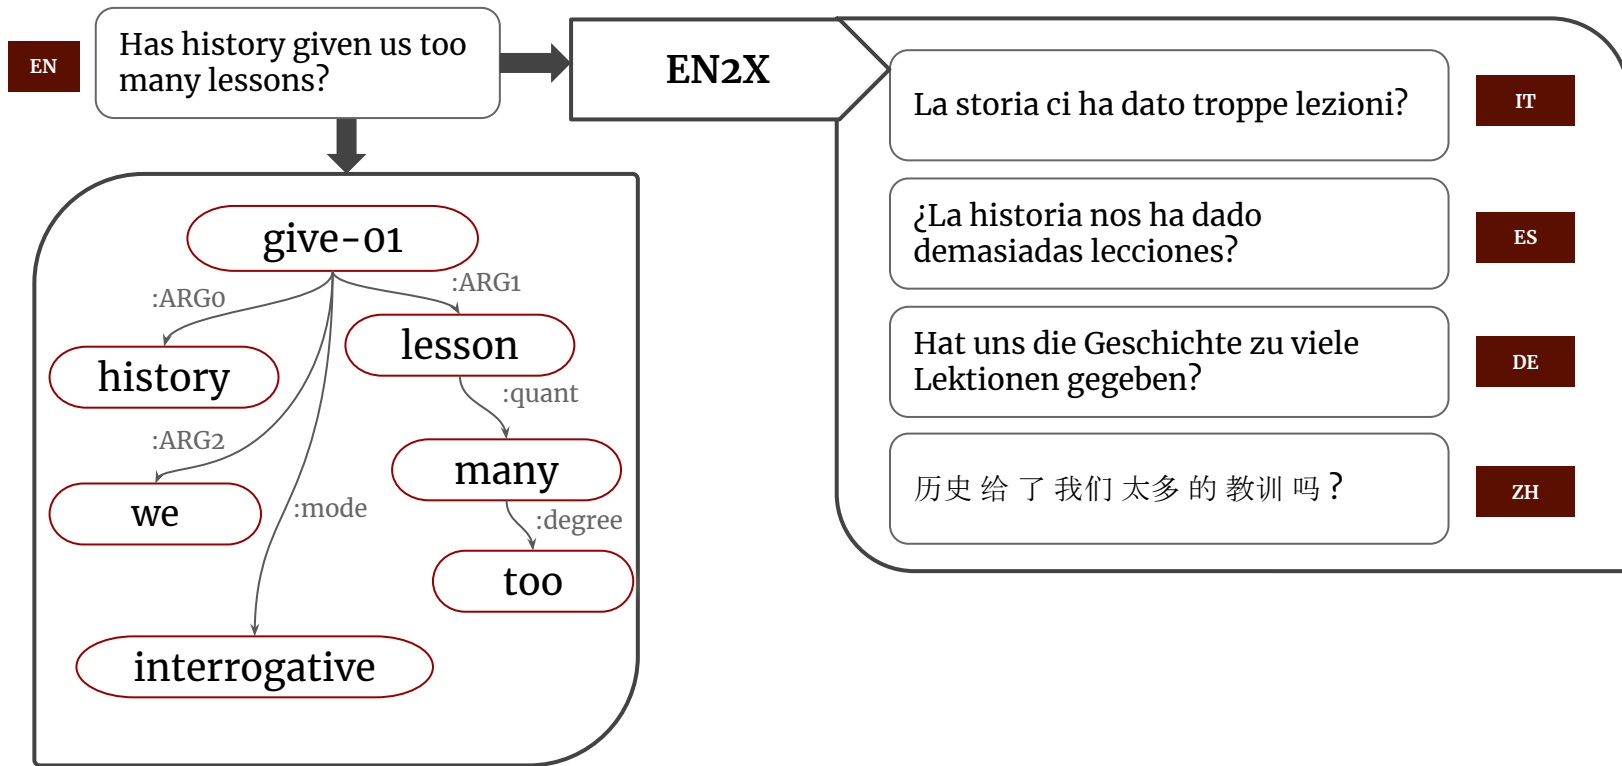 EN
Has history given us too
many lessons?
EN2X
La storia ci ha dato troppe lezioni?
IT
¿La historia nos ha dado
demasiadas lecciones?
ES
Hat uns die Geschichte zu viele
Lektionen gegeben?
DE
历史 给 了 我们 太多 的 教训 吗 ?
ZH
give-01
:ARG0
:ARG1
history
lesson
:quant
:ARG2
many
we
:mode
:degree
too
interrogative